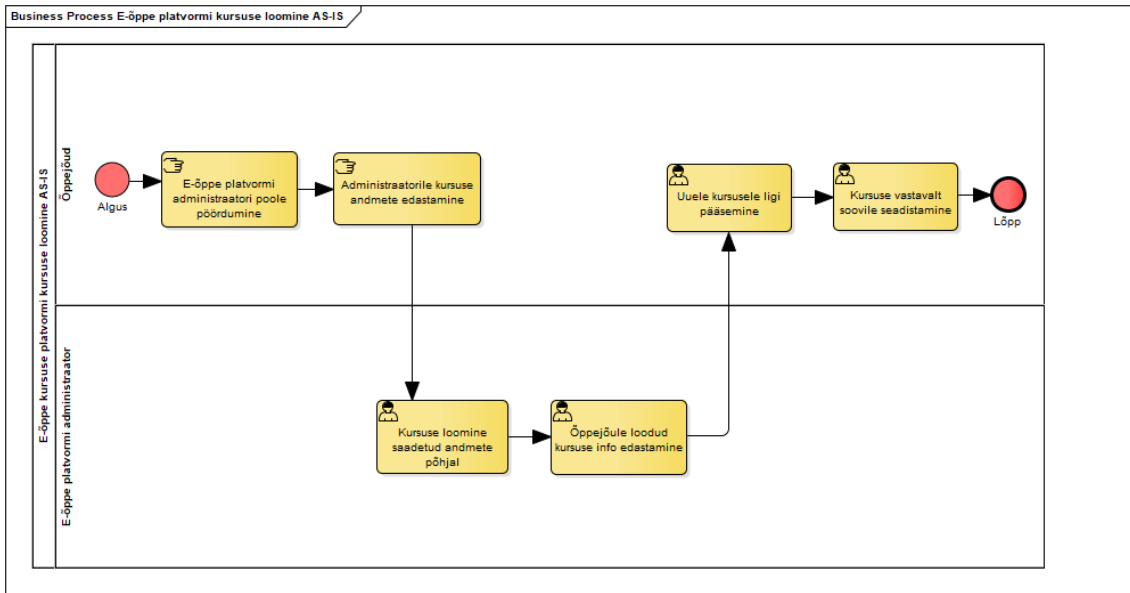 Business Process E-õppe platvormi kursuse loomine AS-IS
E-õppe kursuse platvormi kursuse loomine AS-IS
Õppejõud
Algus
E-õppe platvormi
administraatori poole
pöördumine
Administraatorile kursuse
andmete edastamine
Uuele kursusele ligi
pääsemine
Kursuse vastavalt
soovile seadistamine
Lõpp
E-õppe platvormi administraator
Kursuse loomine
saadetud andmete
põhjal
Õppejõule loodud
kursuse info edastamine